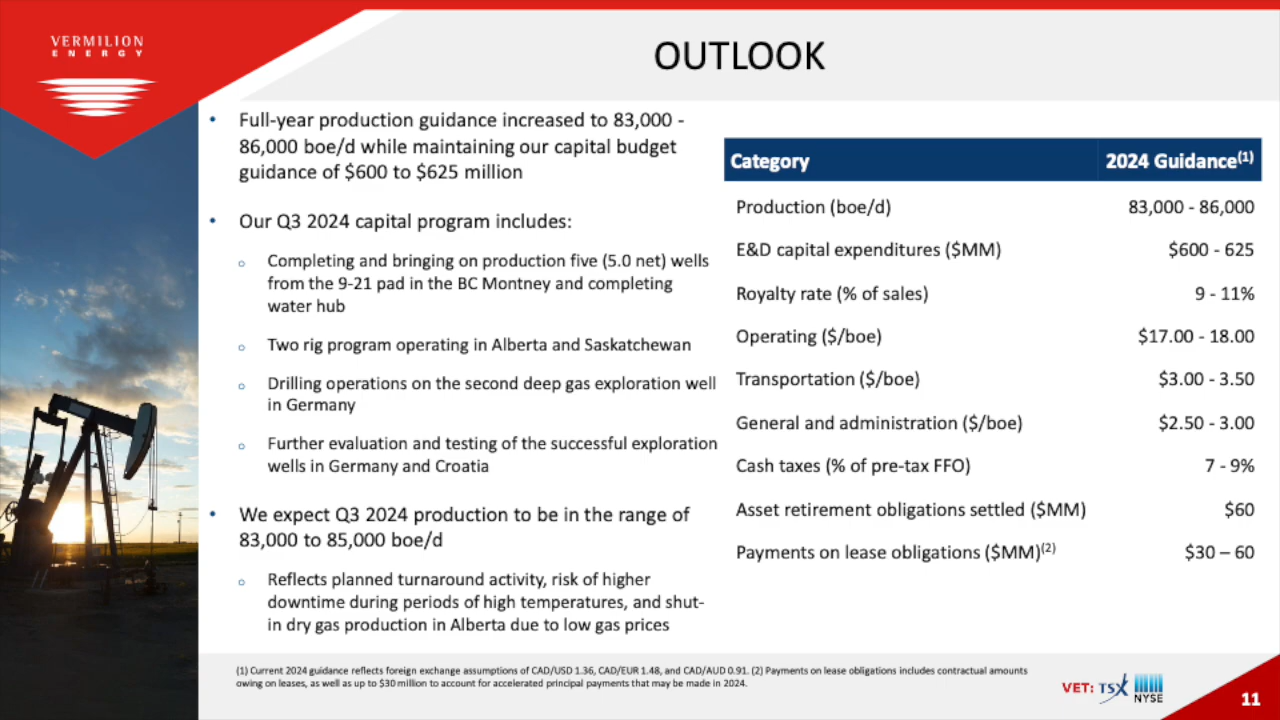 VERMILION
ENERGY
OUTLOOK
• Full-year production guidance increased to 83,000 -
86,000 boe/d while maintaining our capital budget
guidance of $600 to $625 million
• Our Q3 2024 capital program includes:
o Completing and bringing on production five (5.0 net) wells
from the 9-21 pad in the BC Montney and completing
water hub
o Two rig program operating in Alberta and Saskatchewan
o Drilling operations on the second deep gas exploration well
in Germany
o Further evaluation and testing of the successful exploration
wells in Germany and Croatia
• We expect Q3 2024 production to be in the range of
83,000 to 85,000 boe/d
o Reflects planned turnaround activity, risk of higher
downtime during periods of high temperatures, and shut-
in dry gas production in Alberta due to low gas prices
Category 2024 Guidance(1)
Production (boe/d) 83,000 - 86,000
E&D capital expenditures ($MM) $600 - 625
Royalty rate (% of sales) 9 - 11%
Operating ($/boe) $17.00 - 18.00
Transportation ($/boe) $3.00 - 3.50
General and administration ($/boe) $2.50 - 3.00
Cash taxes (% of pre-tax FFO) 7 - 9%
Asset retirement obligations settled ($MM) $60
Payments on lease obligations ($MM)(2) $30 – 60
(1) Current 2024 guidance reflects foreign exchange assumptions of CAD/USD 1.36, CAD/EUR 1.48, and CAD/AUD 0.91. (2) Payments on lease obligations includes contractual amounts
owing on leases, as well as up to $30 million to account for accelerated principal payments that may be made in 2024.
VET: TSX NYSE
11